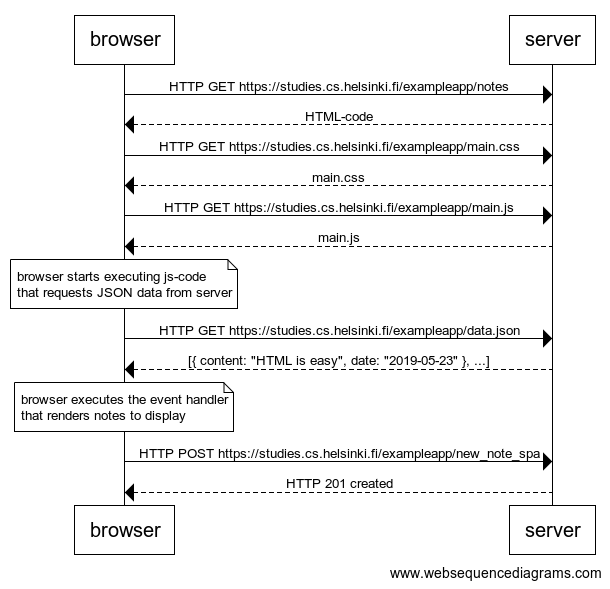 browser
server
HTTP GET https://studies.cs.helsinki.fi/exampleapp/notes
HTML-code
HTTP GET https://studies.cs.helsinki.fi/exampleapp/main.css
main.css
HTTP GET https://studies.cs.helsinki.fi/exampleapp/main.js
main.js
browser starts executing js-code
that requests JSON data from server
HTTP GET https://studies.cs.helsinki.fi/exampleapp/data.json
[{ content: "HTML is easy", date: "2019-05-23" }, ...]
browser executes the event handler
that renders notes to display
HTTP POST https://studies.cs.helsinki.fi/exampleapp/new_note_spa
HTTP 201 created
browser
server
www.websequencediagrams.com